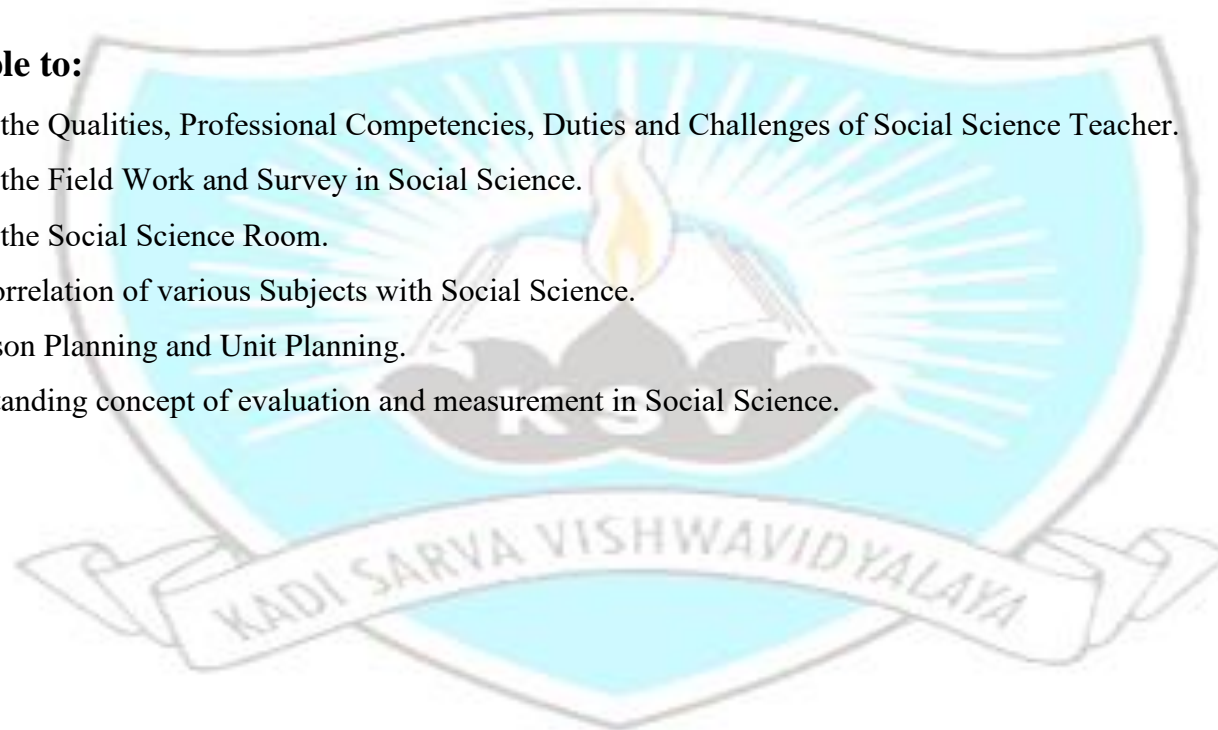 ble to:
the Qualities, Professional Competencies, Duties and Challenges of Social Science Teacher.
the Field Work and Survey in Social Science.
the Social Science Room.
orrelation of various Subjects with Social Science.
son Planning and Unit Planning.
tanding concept of evaluation and measurement in Social Science.
KSV
KADI SARVA VISHWAVIDYALAYA